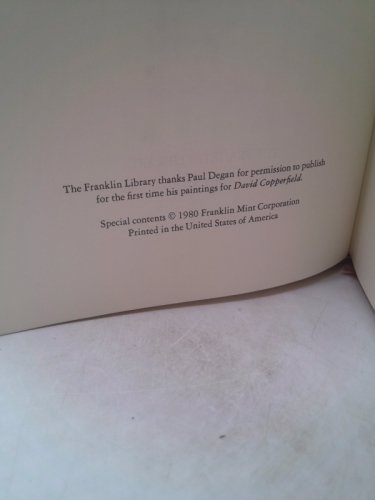 The Franklin Library thanks Paul Degan for permission to publish
for the first time his paintings for David Copperfield.
Special contents © 1980 Franklin Mint Corporation
Printed in the United States of America